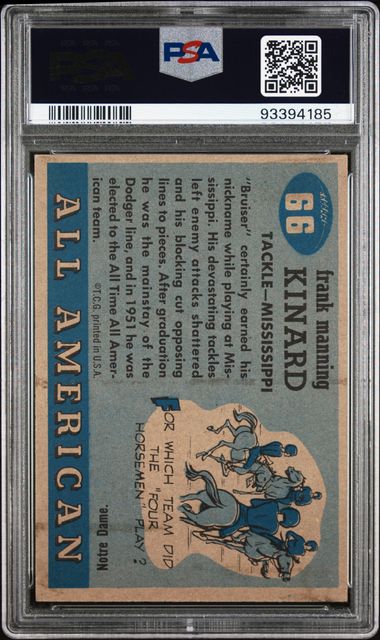 PSA
PSA
93394185
66
frank manning
KINARD
TACKLE—MISSISSIPPI
"Bruiser" certainly earned his
nickname while playing at Mis-
sissippi. His devastating tackles
left enemy attacks shattered
and his blocking cut opposing
lines to pieces. After graduation
he was the mainstay of the
Dodger line, and in 1951 he was
elected to the All Time All Amer-
ican team.
©T.C.G. printed in U.S.A.
FOR WHICH TEAM DID
THE "FOUR
HORSEMEN" PLAY?
Notre Dame.
ALL AMERICAN